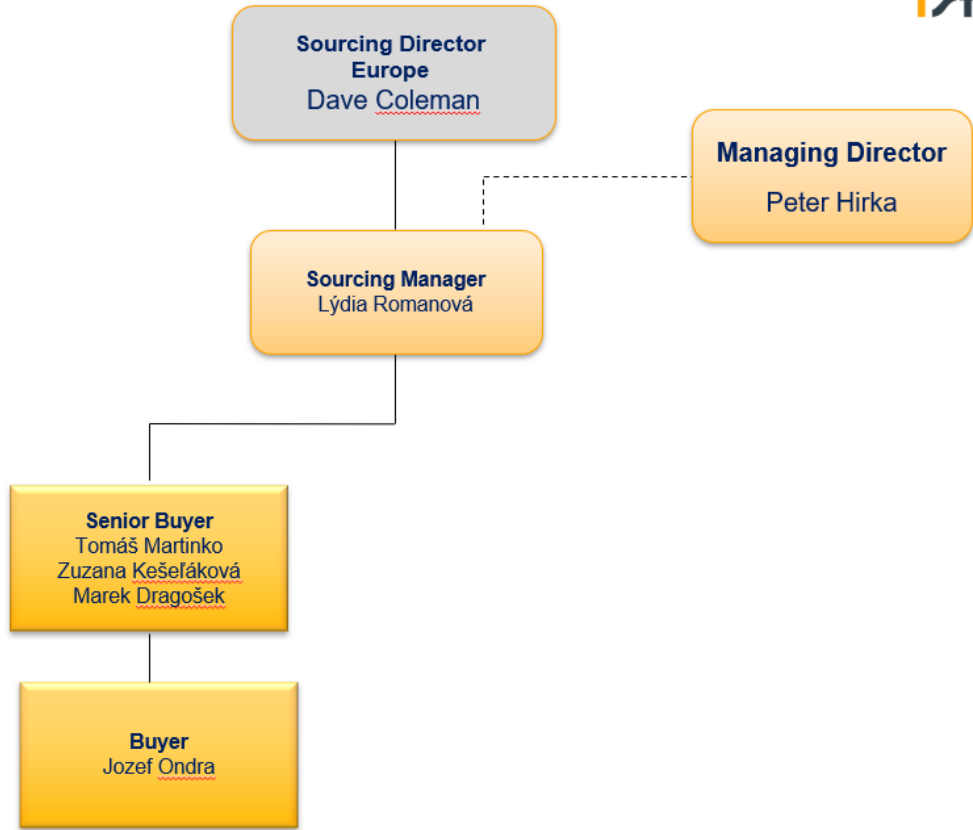 Sourcing Director
Europe
Dave Coleman
Managing Director
Peter Hirka
Sourcing Manager
Lýdia Romanová
Senior Buyer
Tomáš Martinko
Zuzana Kešeľáková
Marek Dragošek
Buyer
Jozef Ondra